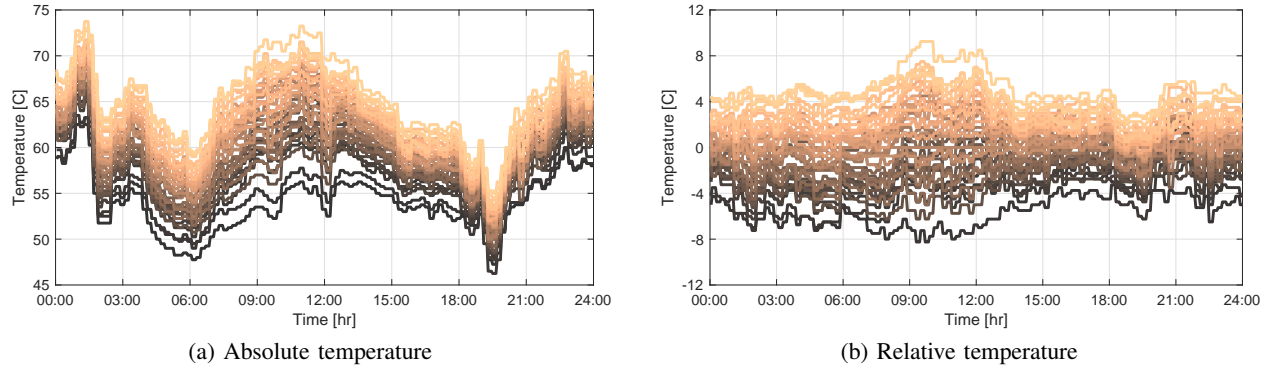 75
70
65
60
55
50
45
Temperature [C]
00:00 03:00 06:00 09:00 12:00 15:00 18:00 21:00 24:00
Time [hr]
(a) Absolute temperature
12
8
4
0
-4
-8
-12
Temperature [C]
00:00 03:00 06:00 09:00 12:00 15:00 18:00 21:00 24:00
Time [hr]
(b) Relative temperature